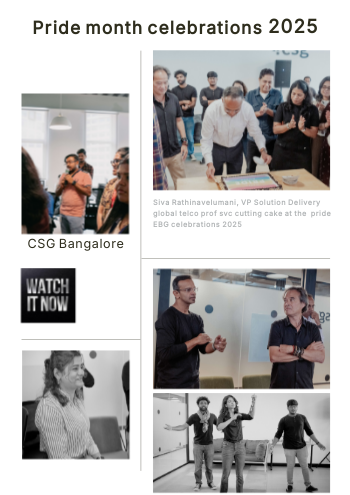 Pride month celebrations 2025
Siva Rathinavelumani, VP Solution Delivery
global telco prof svc cutting cake at the pride
EBG celebrations 2025
CSG Bangalore
WATCH
IT NOW